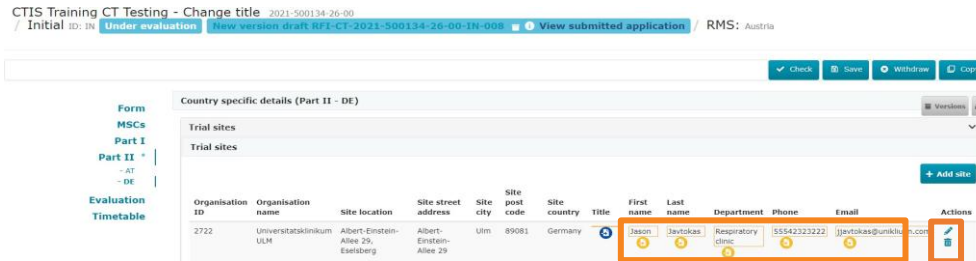 CTIS Training CT Testing - Change title 2021-500134-26-00
/ Initial ID: IN Under evaluation New version draft RFI-CT-2021-500134-26-00-IN-008 View submitted application / RMS: Austria
Check Save Withdraw Copy
Form
MSCs
Part I
Part II *
- AT
- DE
Evaluation
Timetable
Country specific details (Part II - DE)
Versions
Trial sites
Trial sites
+ Add site
Organisation ID Organisation name Site location Site street address Site city Site post code Site country Title First name Last name Department Phone Email Actions
2722 Universitatsklinikum ULM Albert-Einstein-Allee 29, Eselsberg Albert-Einstein-Allee 29 Ulm 89081 Germany Jason Javtokas Respiratory clinic 55542323222 jjavtokas@uniklium.com